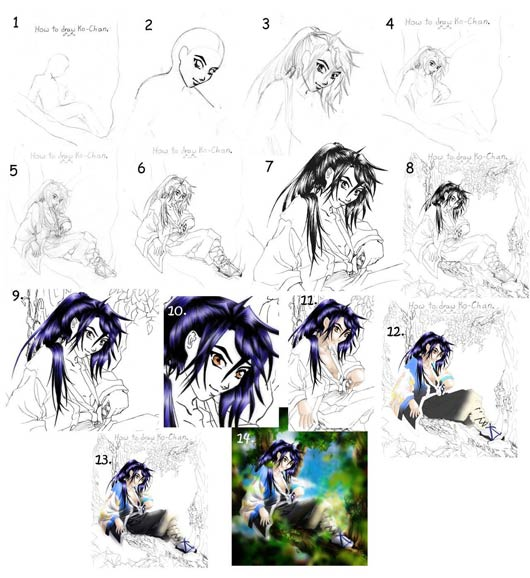 1
How to draw Ko-Chan.
2
3
4
How to draw Ko-Chan.
5
How to draw Ko-Chan.
6
How to draw Ko-Chan.
7
8
How to draw Ko-Chan.
9.
10.
11.
12.
How to draw Ko-Chan.
13.
How to draw Ko-Chan.
14.